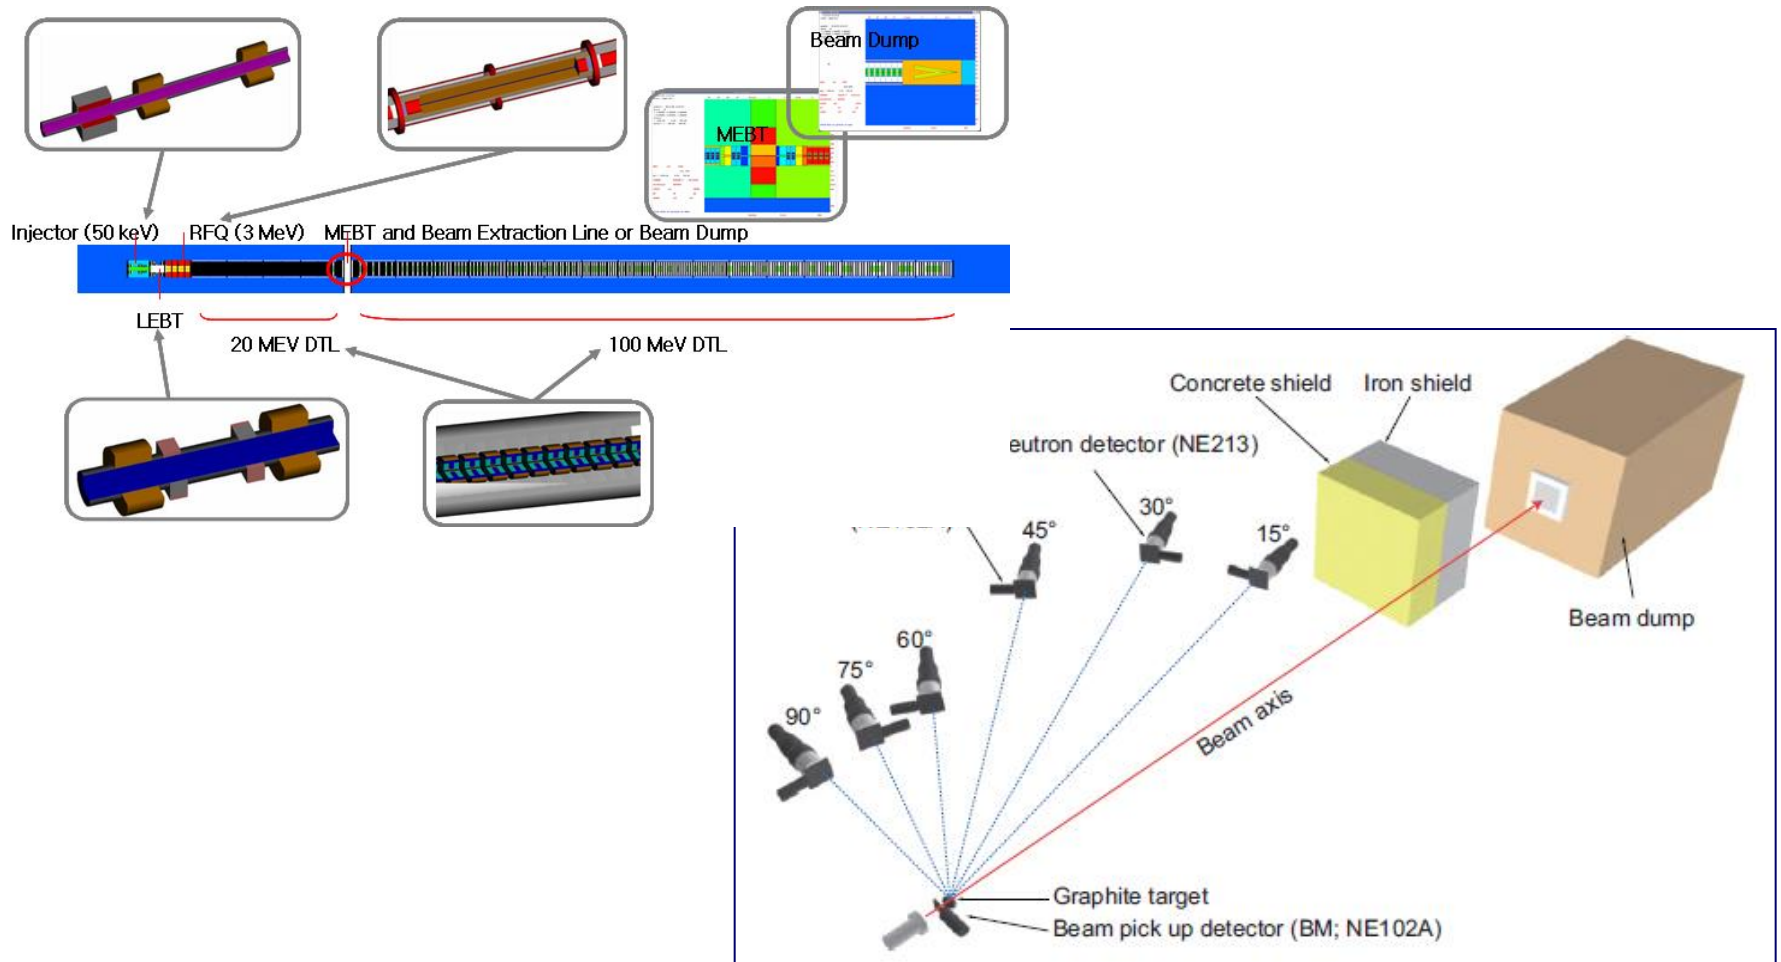 Beam Dump
MEBT
Injector (50 keV)
RFQ (3 MeV)
MEBT and Beam Extraction Line or Beam Dump
LEBT
20 MEV DTL
100 MeV DTL
Concrete shield
Iron shield
eutron detector (NE213)
45°
30°
15°
60°
75°
90°
Beam dump
Beam axis
Graphite target
Beam pick up detector (BM; NE102A)